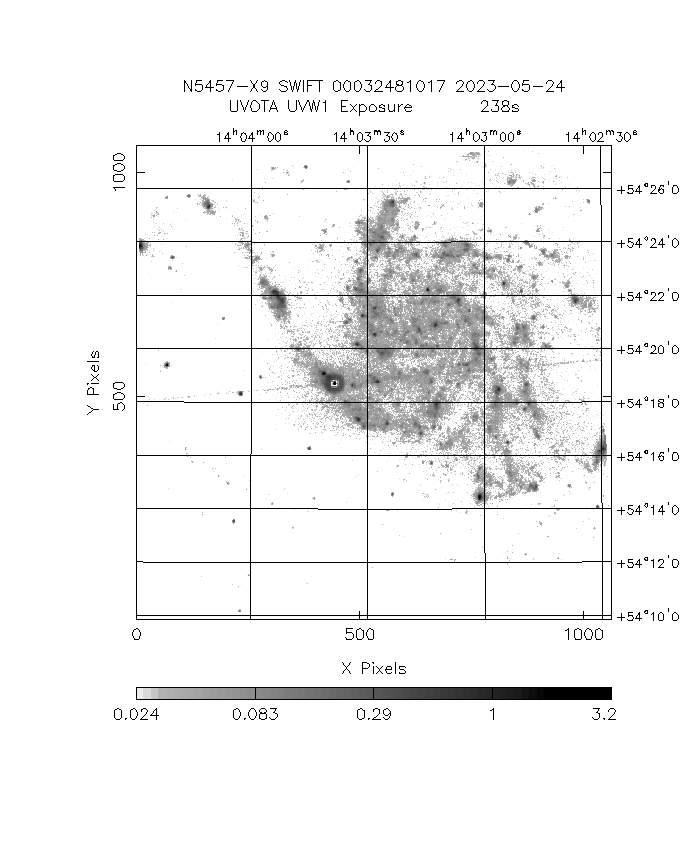 N5457-X9 SWIFT 00032481017 2023-05-24
UVOTA UVW1 Exposure 238s
14ʰ04ᵐ00ˢ 14ʰ03ᵐ30ˢ 14ʰ03ᵐ00ˢ 14ʰ02ᵐ30ˢ
1000
+54°26'0
+54°24'0
+54°22'0
+54°20'0
Y Pixels
500
+54°18'0
+54°16'0
+54°14'0
+54°12'0
+54°10'0
0 500 1000
X Pixels
0.024 0.083 0.29 1 3.2